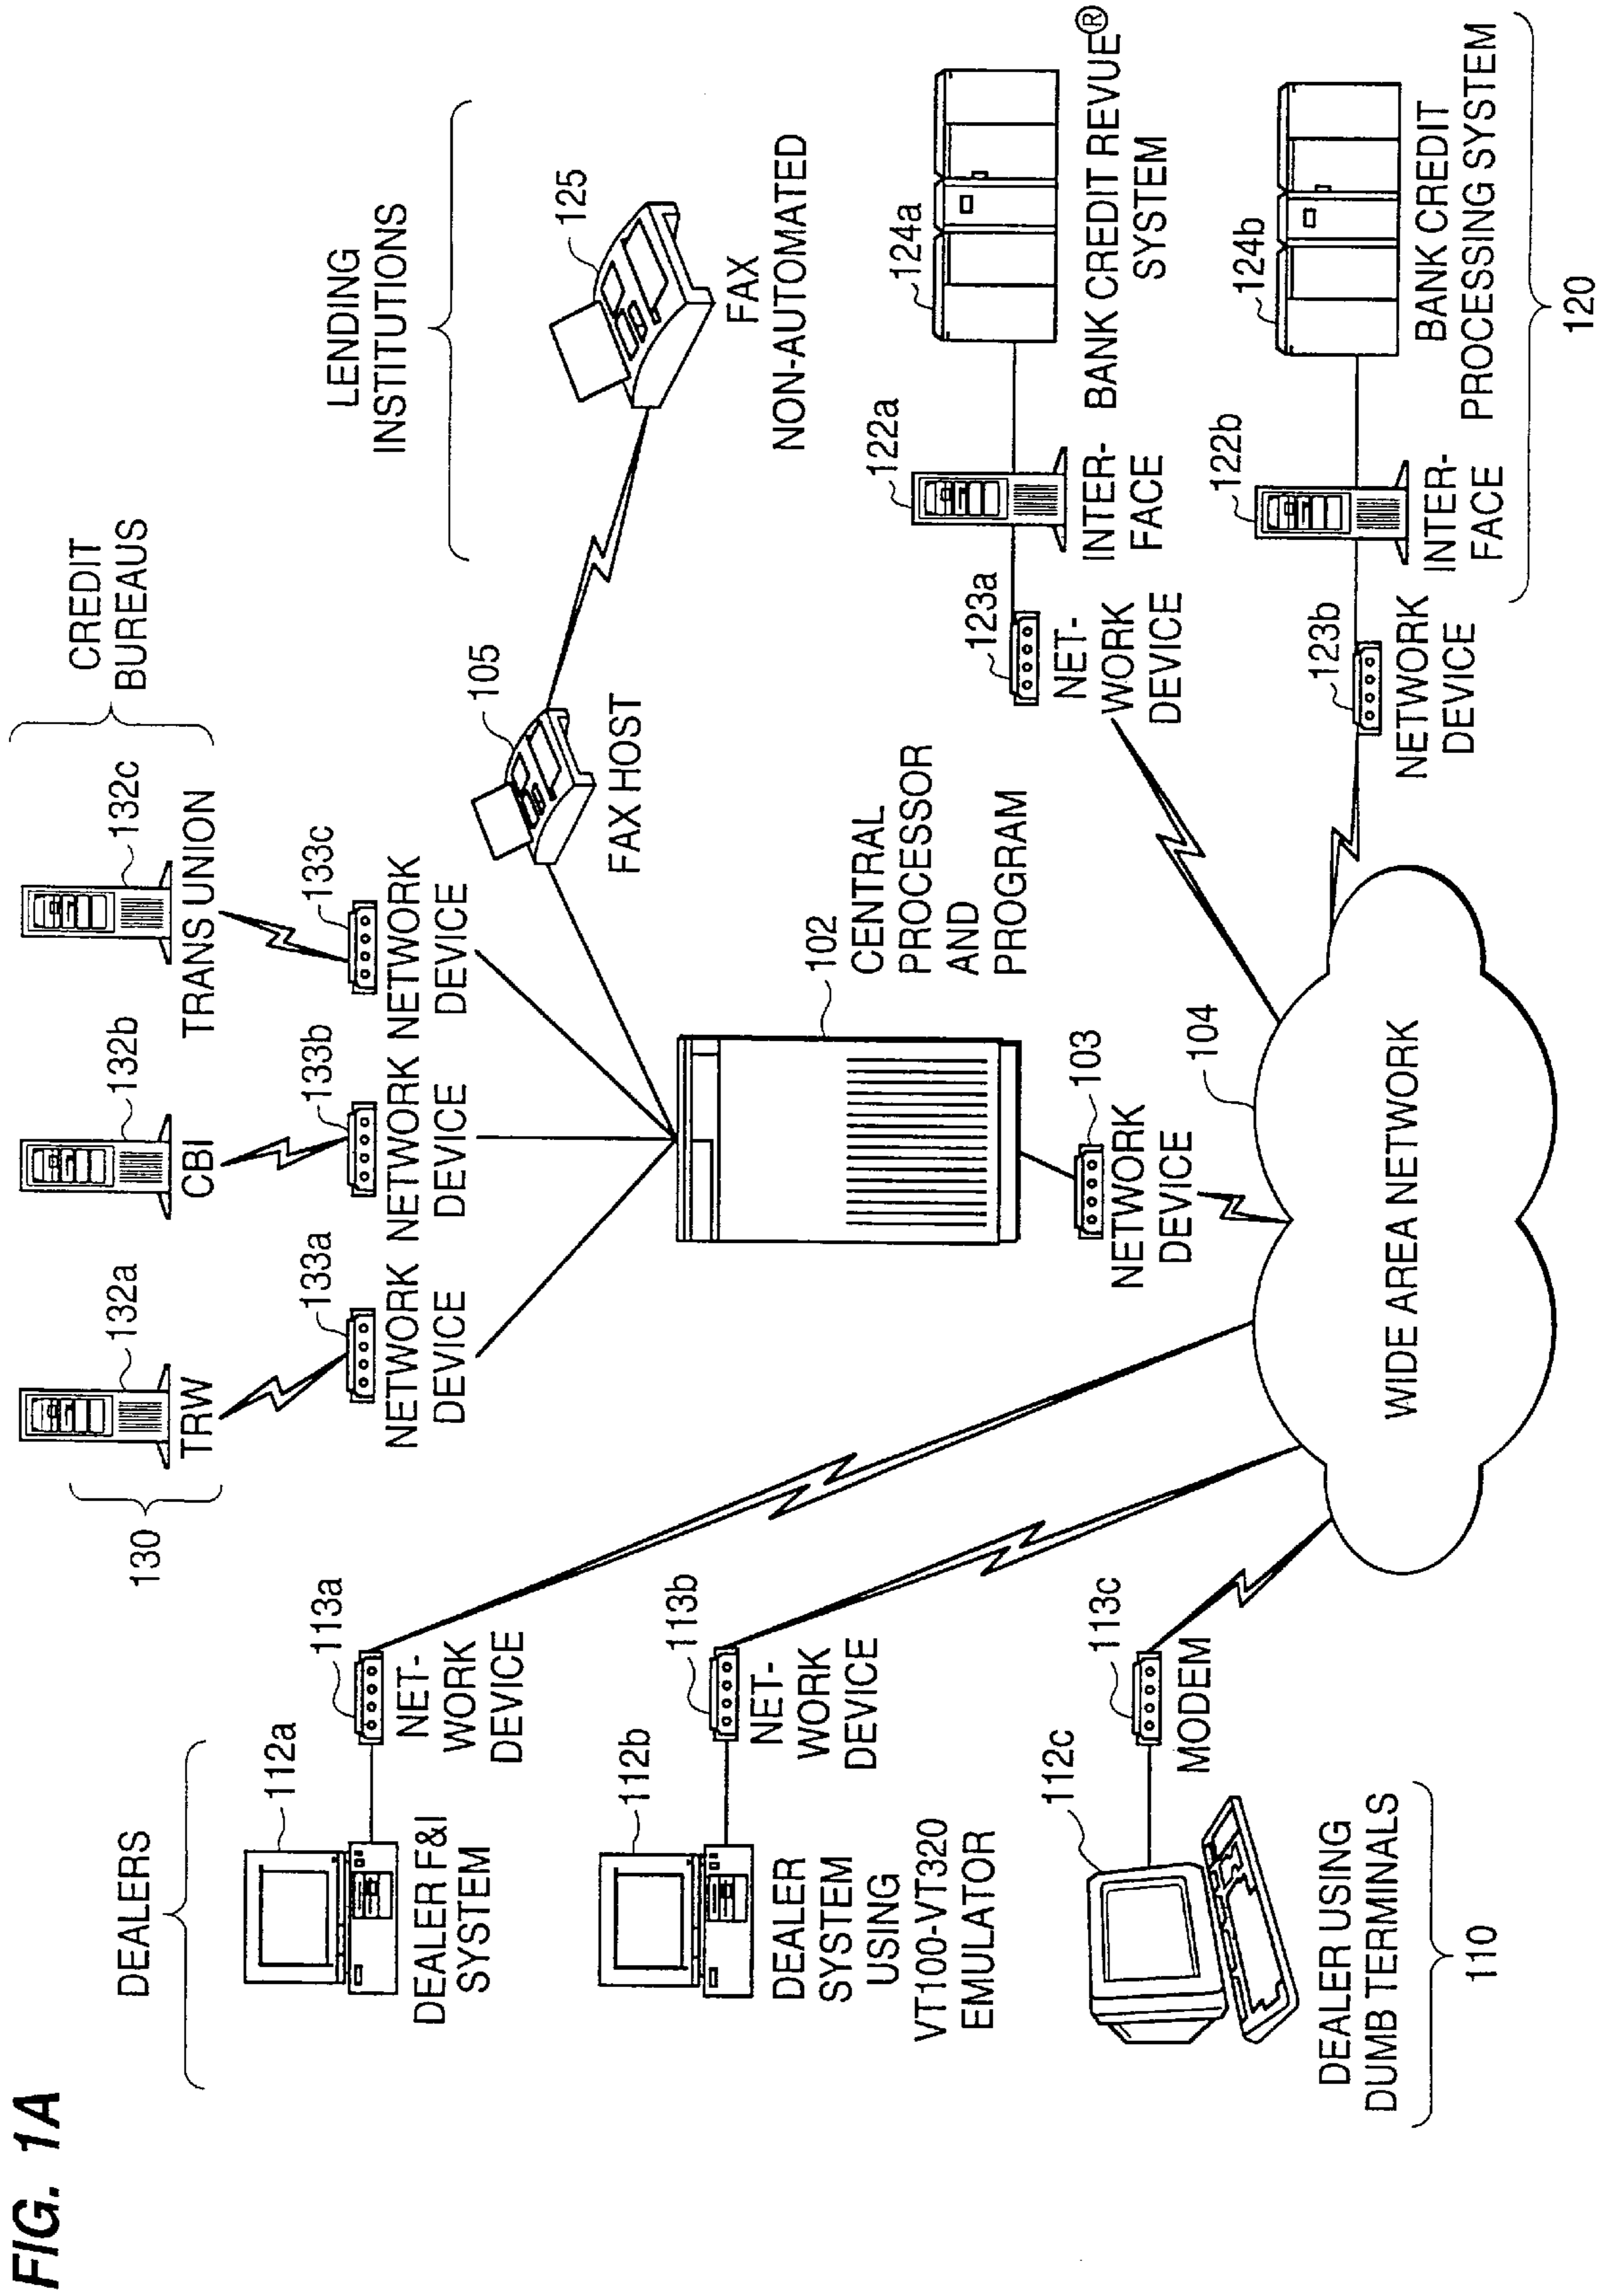 FIG. 1A
DEALERS
112a
DEALER F&I
SYSTEM
113a
NET-
WORK
DEVICE
112b
DEALER
SYSTEM
USING
VT100-VT320
EMULATOR
113b
NET-
WORK
DEVICE
112c
DEALER USING
DUMB TERMINALS
113c
MODEM
110
130
132a
TRW
132b
CBI
132c
TRANS UNION
CREDIT
BUREAUS
133a
NETWORK
DEVICE
133b
NETWORK
DEVICE
133c
NETWORK
DEVICE
105
FAX HOST
LENDING
INSTITUTIONS
125
FAX
NON-AUTOMATED
102
CENTRAL
PROCESSOR
AND
PROGRAM
103
NETWORK
DEVICE
104
WIDE AREA NETWORK
123a
NET-
WORK
DEVICE
122a
INTER-
FACE
124a
BANK CREDIT REVUE®
SYSTEM
123b
NETWORK
DEVICE
122b
INTER-
FACE
124b
BANK CREDIT
PROCESSING SYSTEM
120